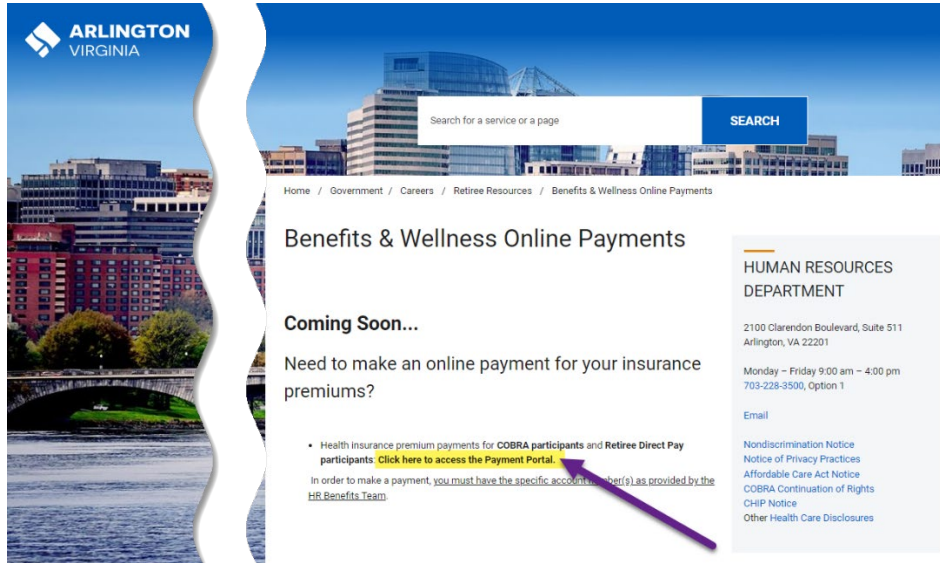 ARLINGTON
VIRGINIA
Search for a service or a page
SEARCH
Home / Government / Careers / Retiree Resources / Benefits & Wellness Online Payments
Benefits & Wellness Online Payments
Coming Soon...
Need to make an online payment for your insurance
premiums?
• Health insurance premium payments for COBRA participants and Retiree Direct Pay
participants: Click here to access the Payment Portal.
In order to make a payment, you must have the specific account as provided by the
HR Benefits Team.
HUMAN RESOURCES
DEPARTMENT
2100 Clarendon Boulevard, Suite 511
Arlington, VA 22201
Monday – Friday 9:00 am – 4:00 pm
703-228-3500, Option 1
Email
Nondiscrimination Notice
Notice of Privacy Practices
Affordable Care Act Notice
COBRA Continuation of Rights
CHIP Notice
Other Health Care Disclosures